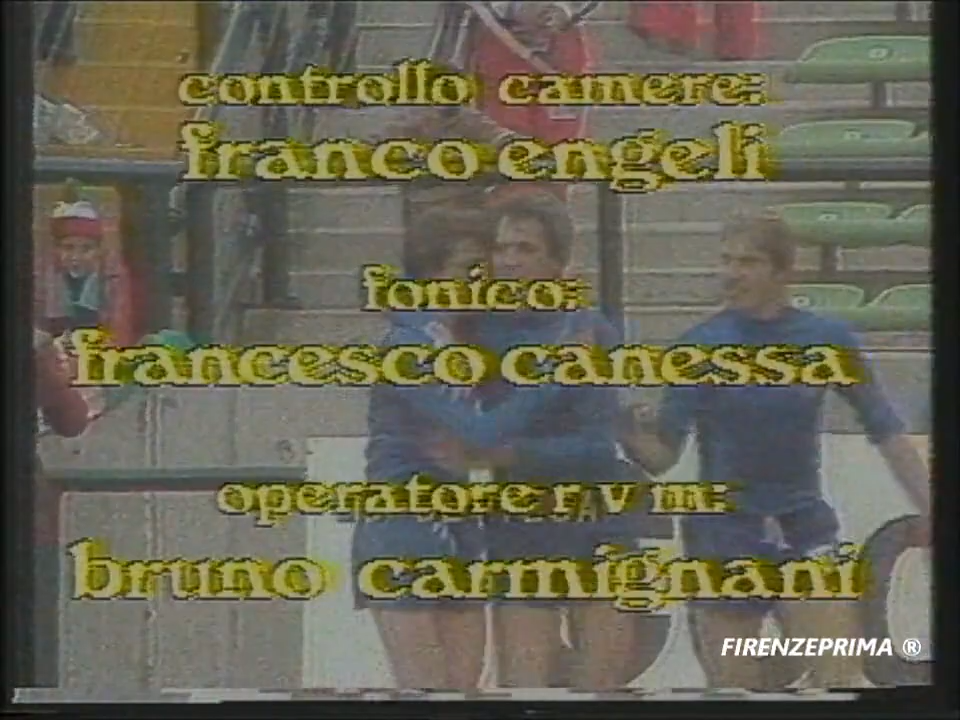 controllo camere:
franco engeli
fonico:
francesco canessa
operatore r v m:
bruno carmignani
FIRENZEPRIMA ®